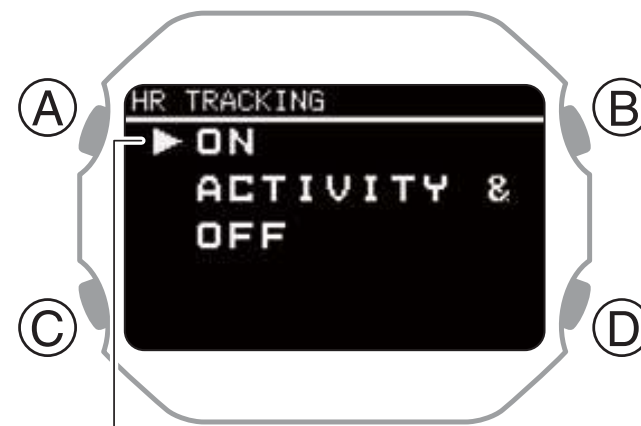 A
B
HR TRACKING
▶ ON
ACTIVITY &
OFF
C
D